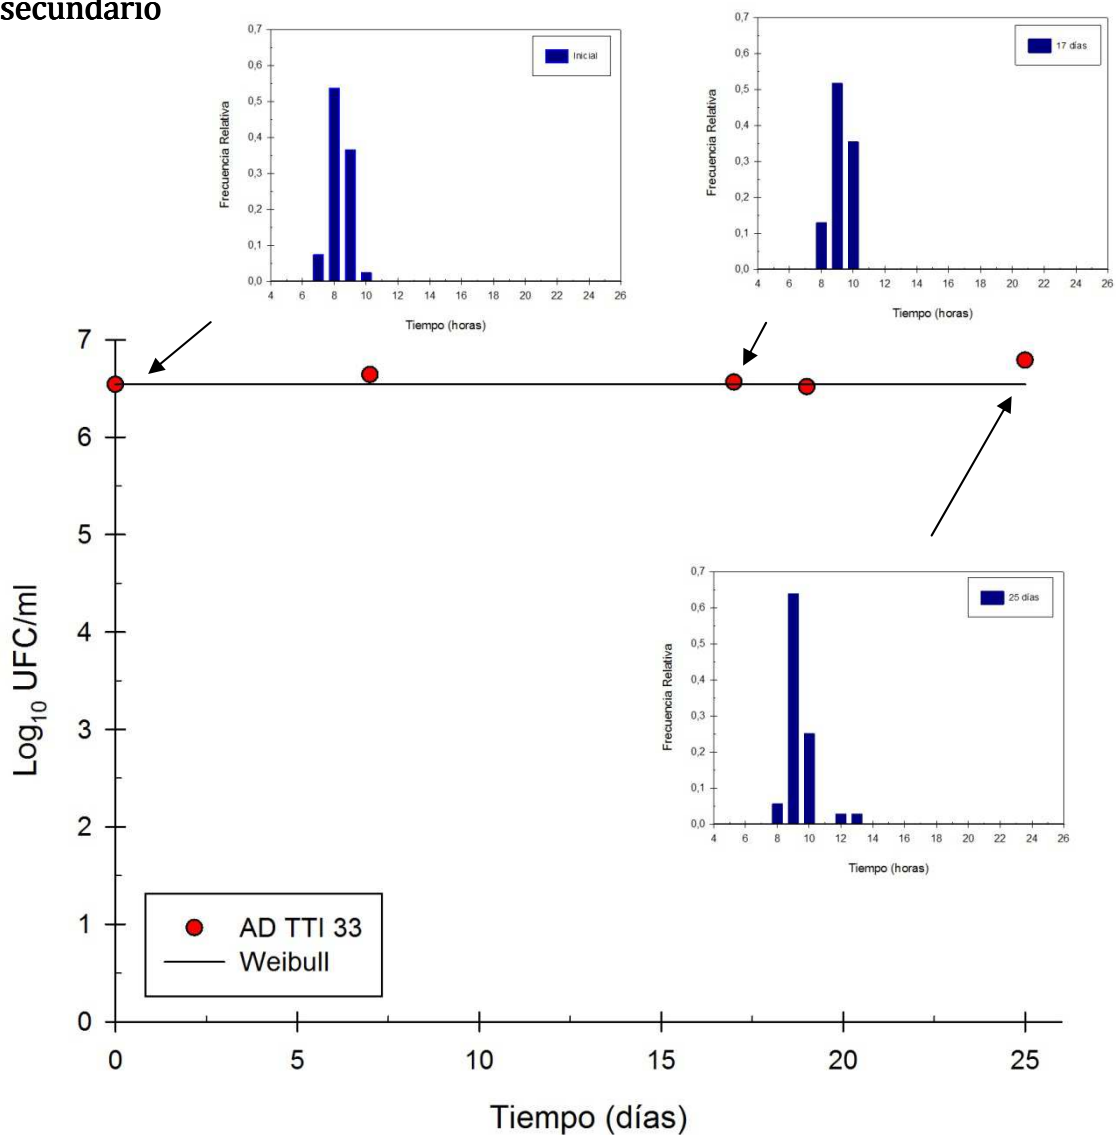 secundario
0,7
0,6
0,5
0,4
0,3
0,2
0,1
0,0
Frecuencia Relativa
Inicial
4 6 8 10 12 14 16 18 20 22 24 26
Tiempo (horas)
0,7
0,6
0,5
0,4
0,3
0,2
0,1
0,0
Frecuencia Relativa
17 días
4 6 8 10 12 14 16 18 20 22 24 26
Tiempo (horas)
7
6
5
4
3
2
1
0
Log10 UFC/ml
0,7
0,6
0,5
0,4
0,3
0,2
0,1
0,0
Frecuencia Relativa
25 días
4 6 8 10 12 14 16 18 20 22 24 26
Tiempo (horas)
AD TTI 33
Weibull
0 5 10 15 20 25
Tiempo (días)